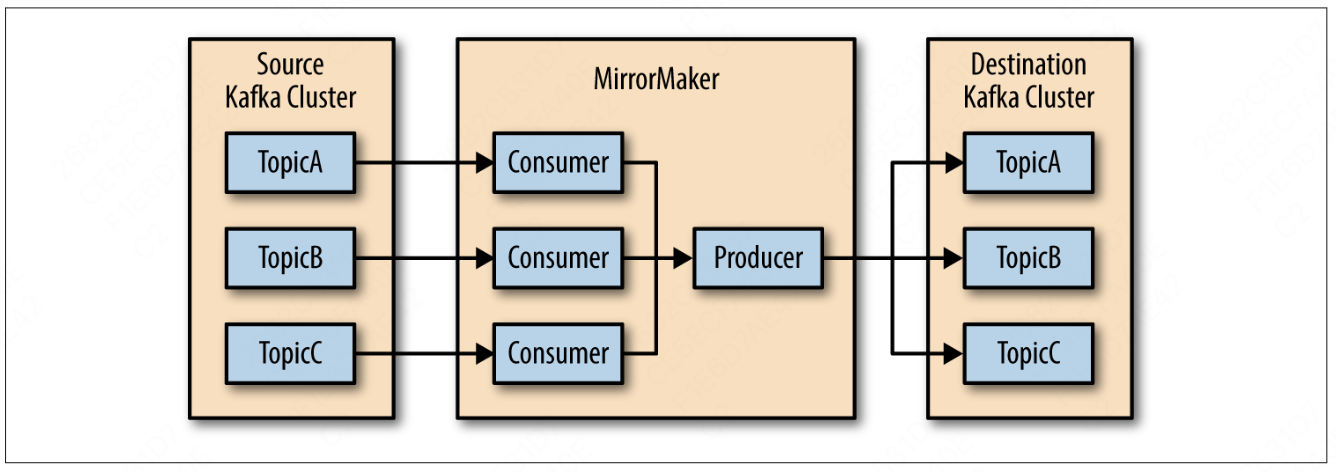 Source
Kafka Cluster
TopicA
TopicB
TopicC
MirrorMaker
Consumer
Consumer
Consumer
Producer
Destination
Kafka Cluster
TopicA
TopicB
TopicC